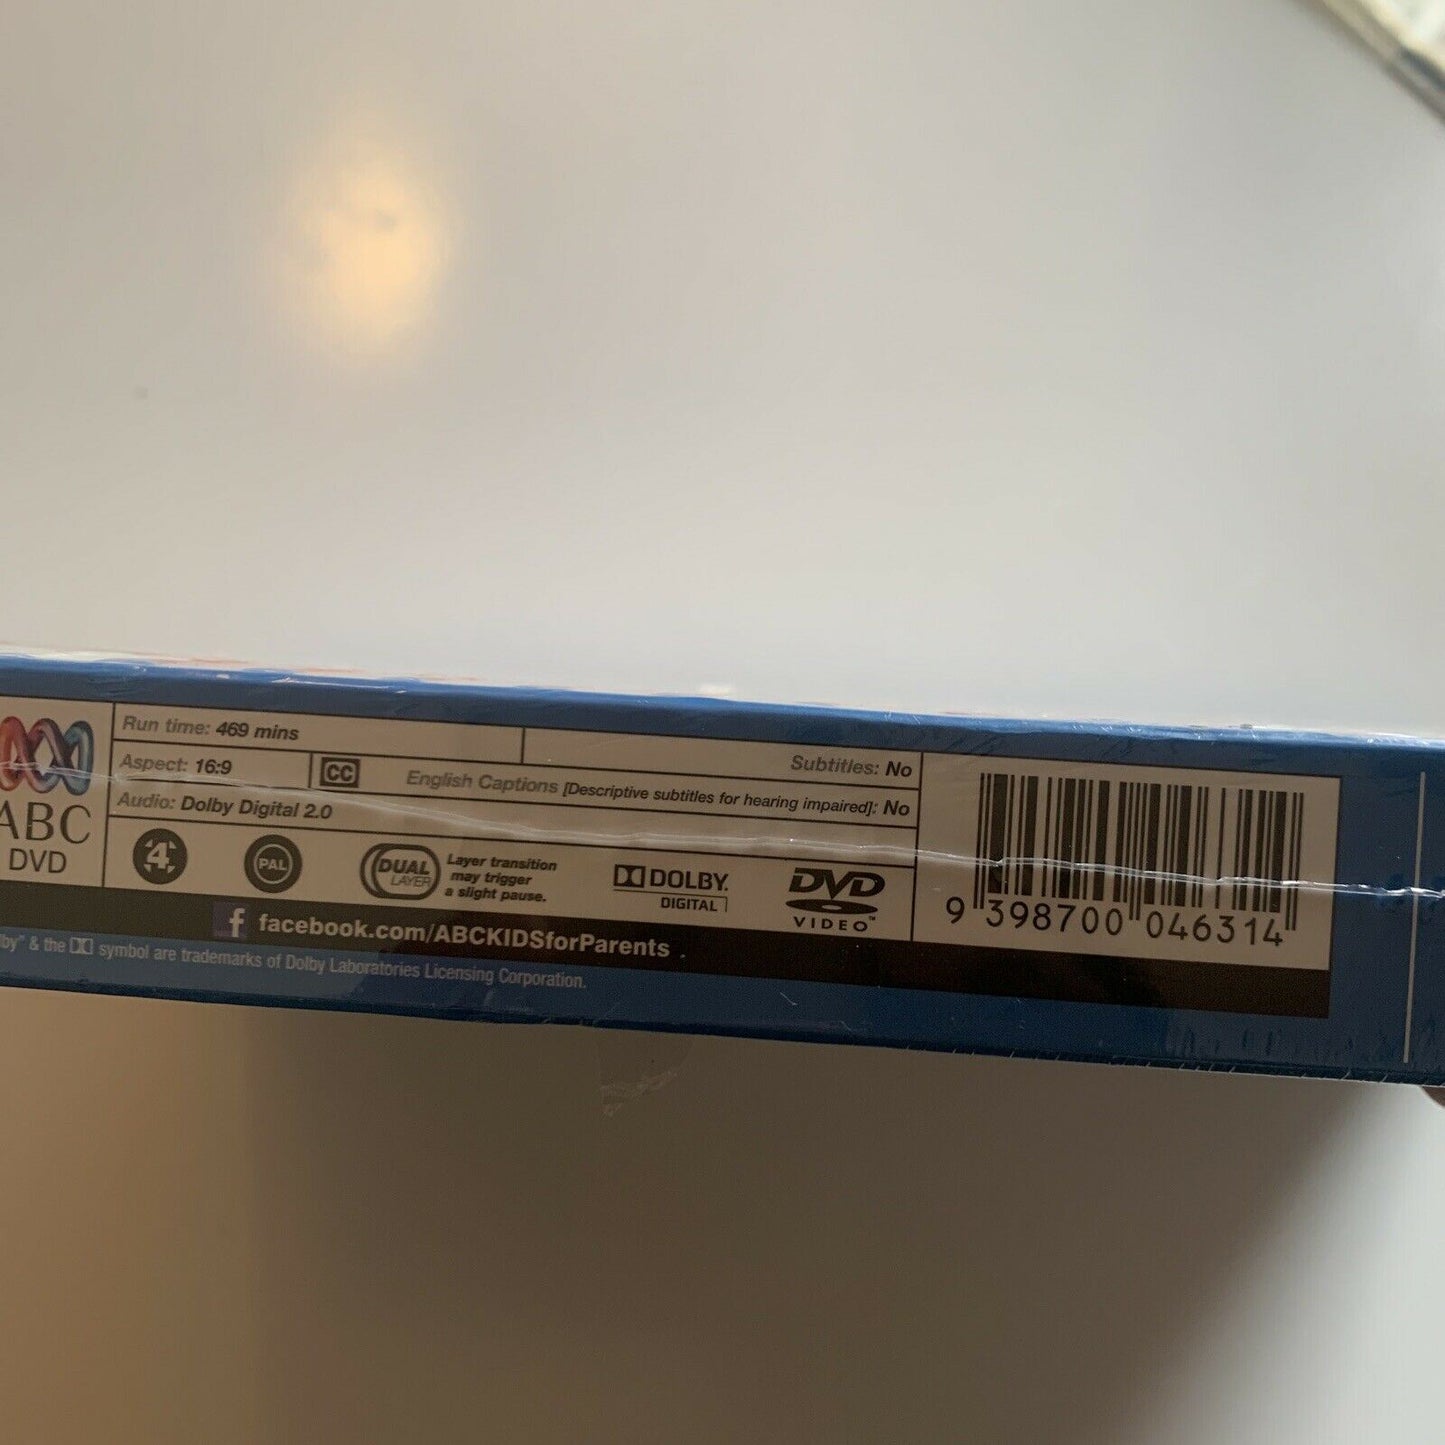 ABC
DVD
Run time: 469 mins
Subtitles: No
Aspect: 16:9
CC
English Captions [Descriptive subtitles for hearing impaired]: No
Audio: Dolby Digital 2.0
4
PAL
DUAL
LAYER
Layer transition
may trigger
a slight pause.
DOLBY
DIGITAL
DVD
VIDEO™
9 398700 046314
f facebook.com/ABCKIDSforParents
& the symbol are trademarks of Dolby Laboratories Licensing Corporation.